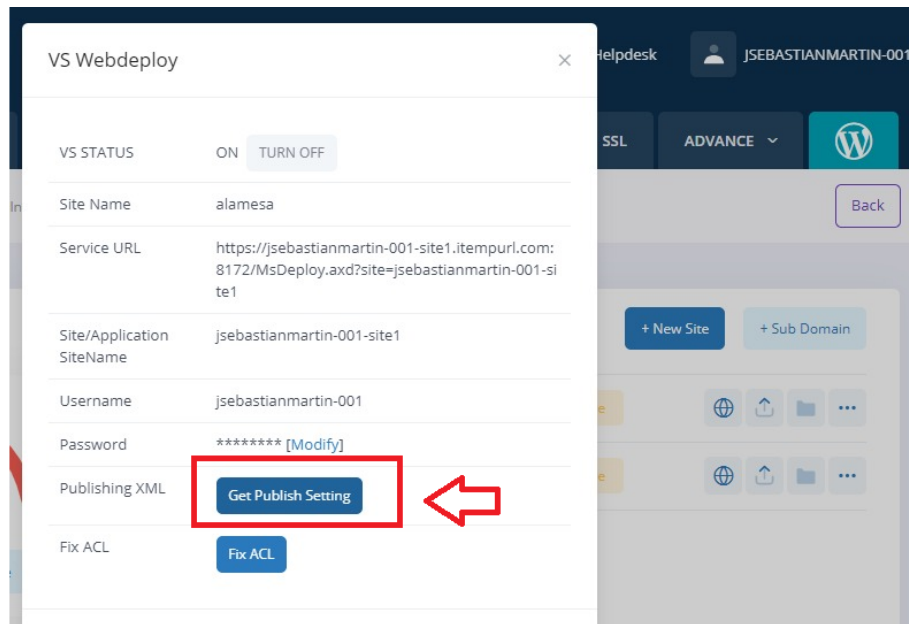 VS Webdeploy
×
Helpdesk
JSEBASTIANMARTIN-001
SSL
ADVANCE
In
Back
VS STATUS ON TURN OFF
Site Name alamesa
Service URL https://jsebastianmartin-001-site1.itempurl.com:
8172/MsDeploy.axd?site=jsebastianmartin-001-si
te1
Site/Application
SiteName
jsebastianmartin-001-site1
+ New Site
+ Sub Domain
Username jsebastianmartin-001
Password ******** [Modify]
Publishing XML Get Publish Setting
Fix ACL Fix ACL